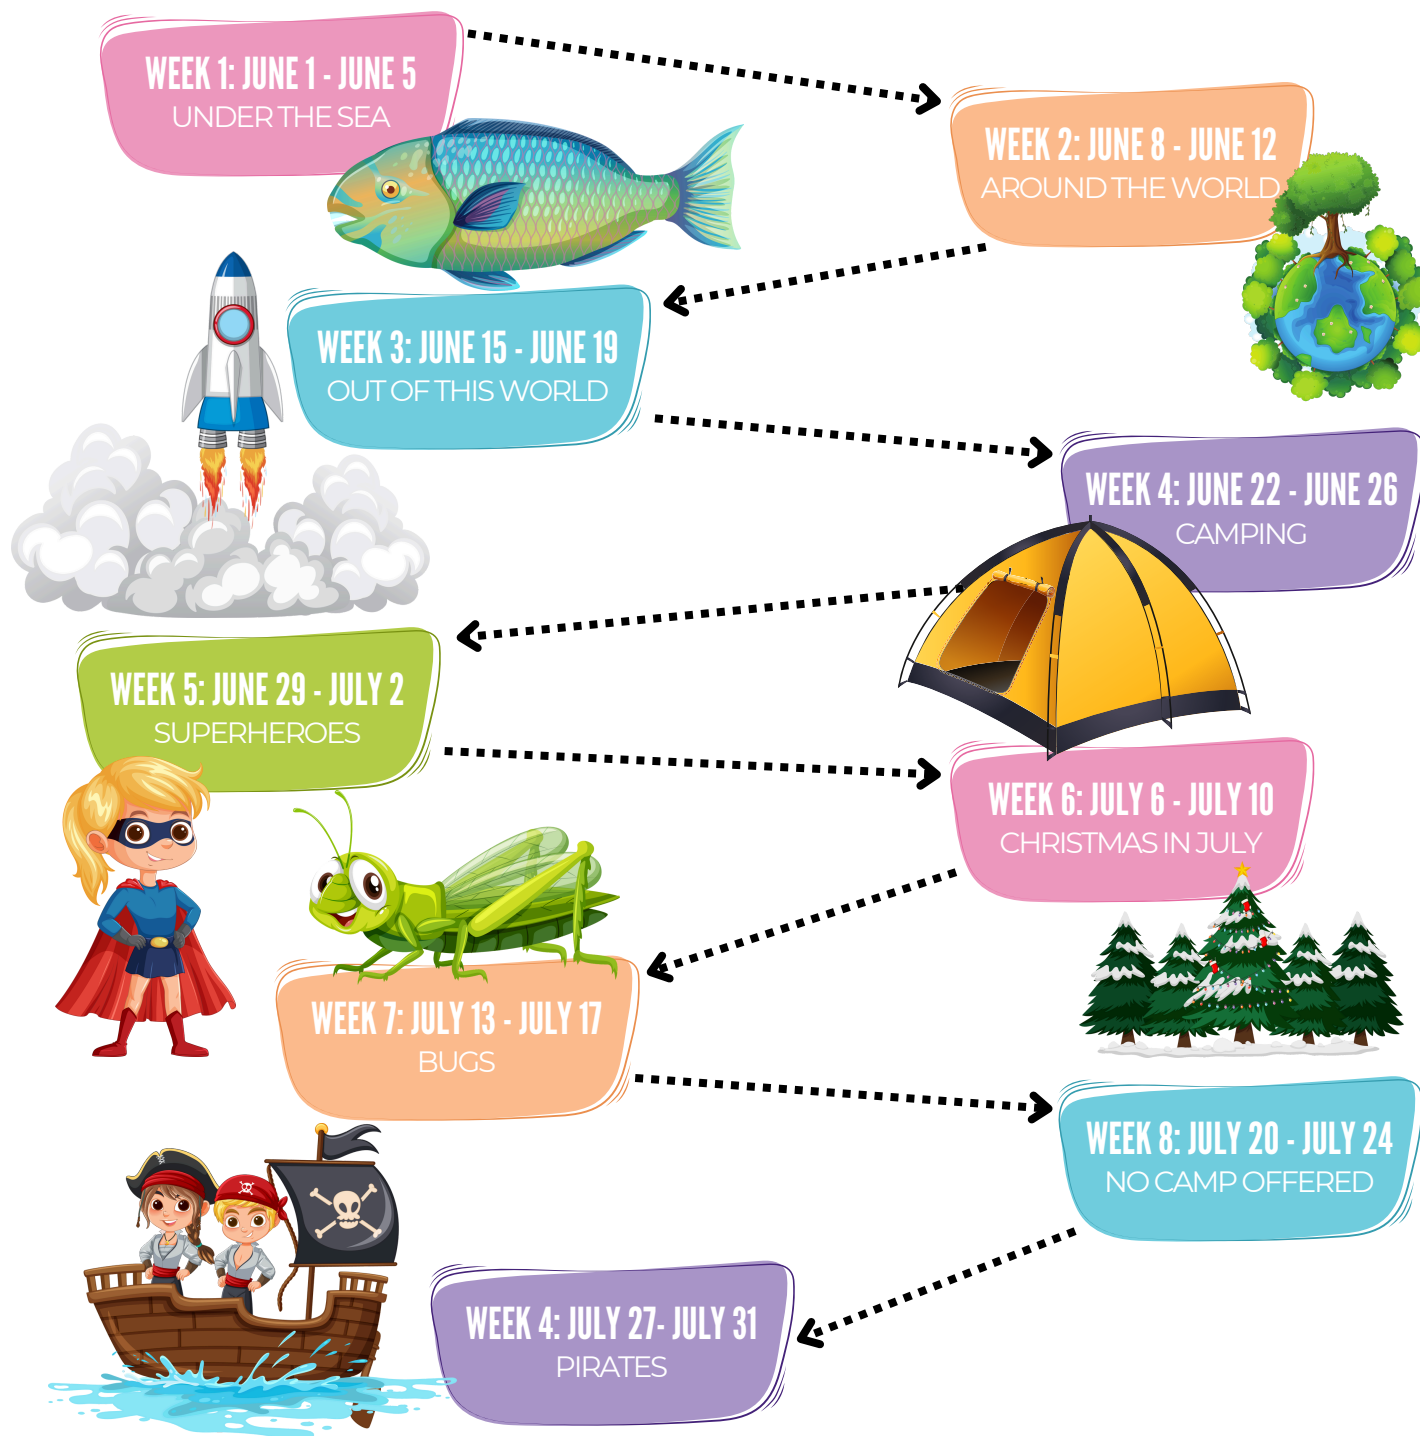 WEEK 1: JUNE 1 - JUNE 5
UNDER THE SEA
WEEK 2: JUNE 8 - JUNE 12
AROUND THE WORLD
WEEK 3: JUNE 15 - JUNE 19
OUT OF THIS WORLD
WEEK 4: JUNE 22 - JUNE 26
CAMPING
WEEK 5: JUNE 29 - JULY 2
SUPERHEROES
WEEK 6: JULY 6 - JULY 10
CHRISTMAS IN JULY
WEEK 7: JULY 13 - JULY 17
BUGS
WEEK 8: JULY 20 - JULY 24
NO CAMP OFFERED
WEEK 4: JULY 27- JULY 31
PIRATES